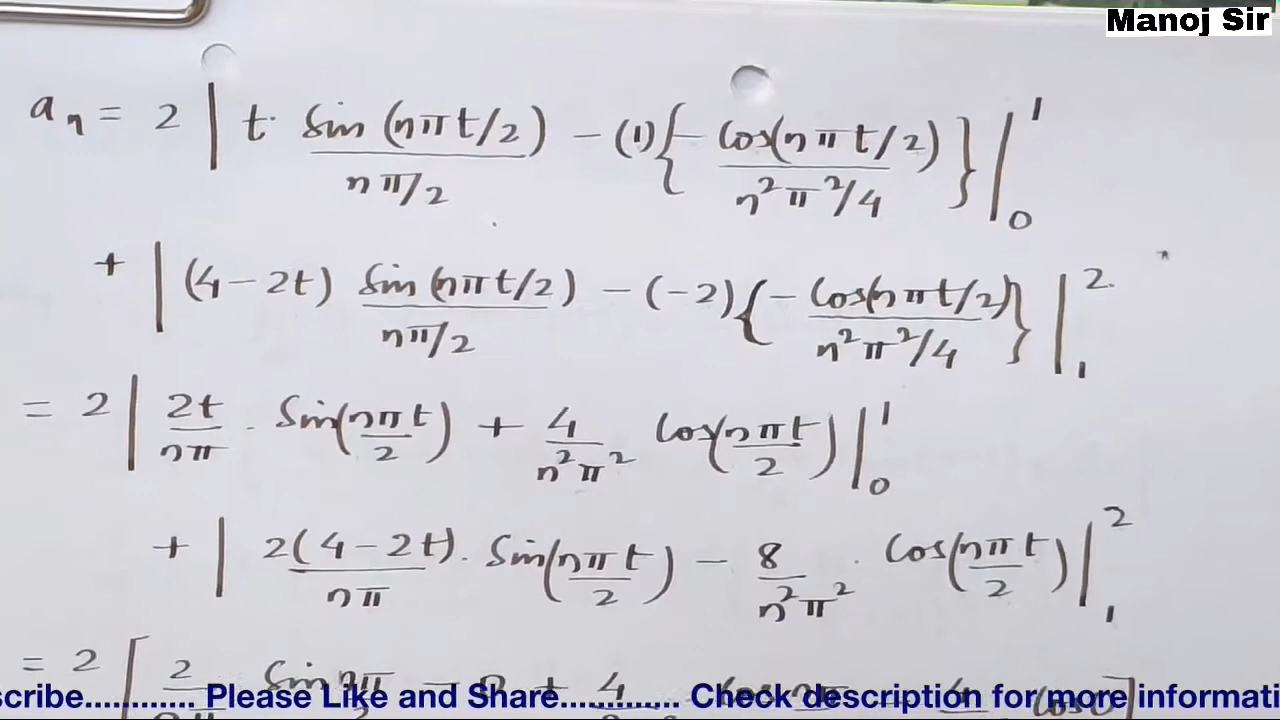 Manoj Sir
aₙ = 2 | t. Sin (nπt/2) / nπ/2 - (1){- Cos(nπt/2) / n²π²/4} |₀¹
+ | (4-2t) Sin (nπt/2) / nπ/2 - (-2){- Cos(nπt/2) / n²π²/4} |₁²
= 2 | 2t/nπ . Sin(nπt/2) + 4/n²π² Cos(nπt/2) |₀¹
+ | 2(4-2t)/nπ . Sin(nπt/2) - 8/n²π² . Cos(nπt/2) |₁²
= 2 [ 2 Sin nπ
scribe............. Please Like and Share............. Check description for more informati